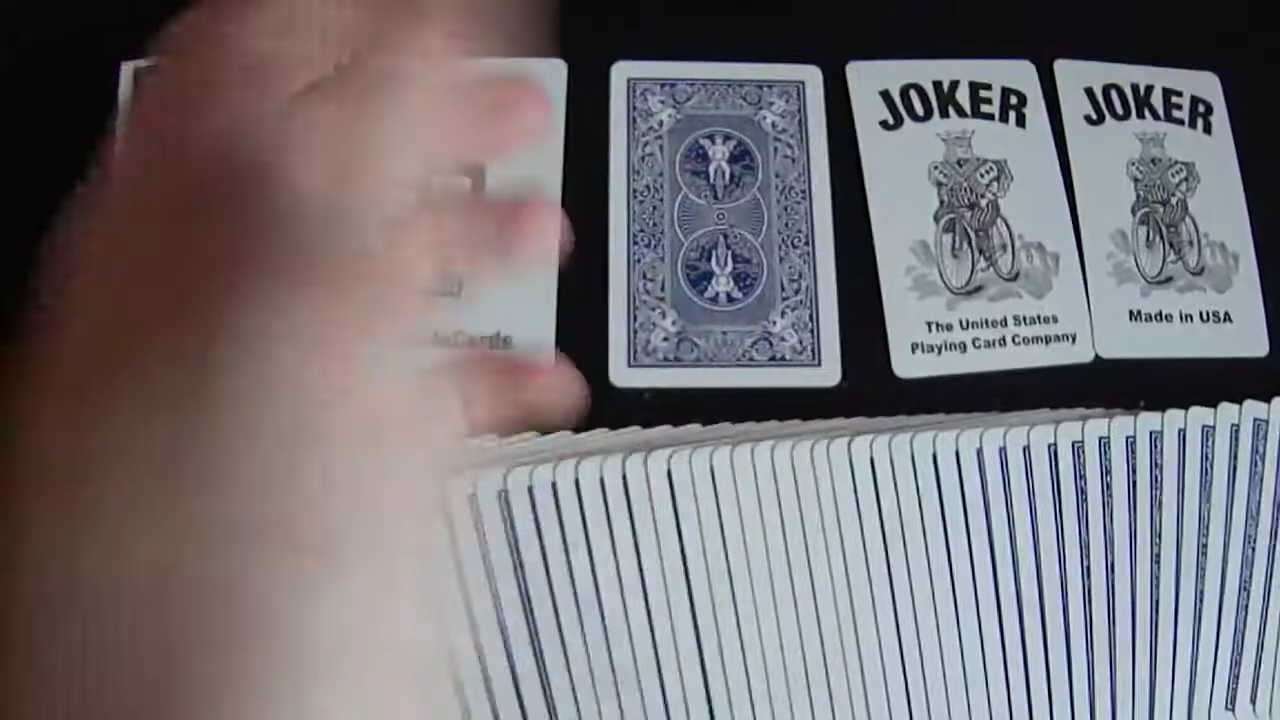 JOKER
The United States
Playing Card Company
JOKER
Made in USA